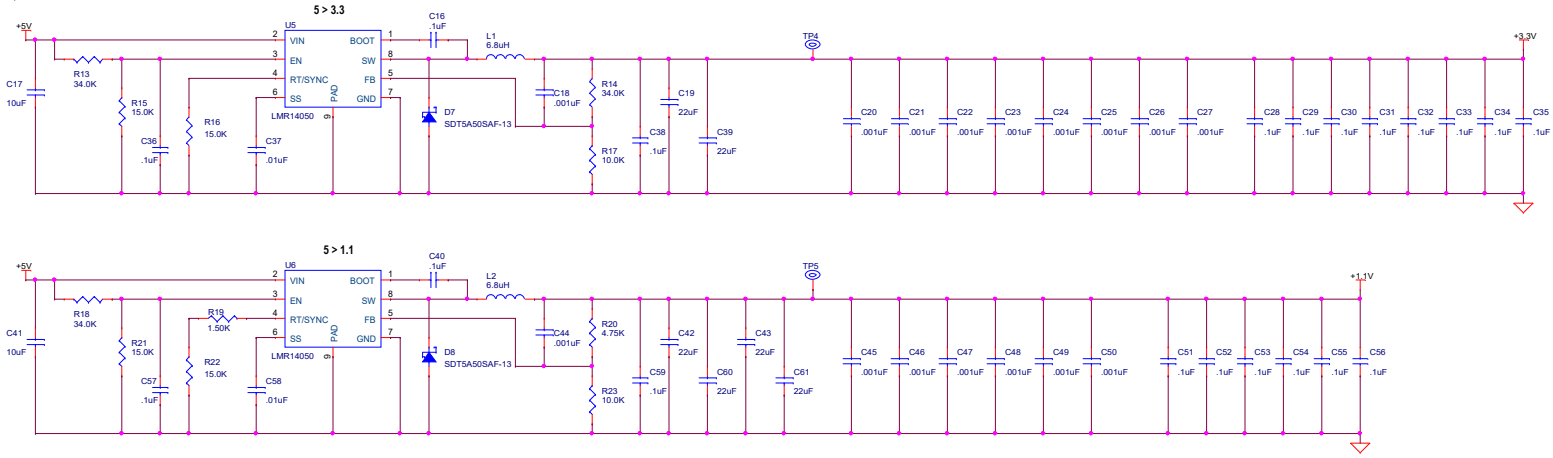 5 > 3.3
+5V
U5
C16
.1uF
2
VIN
BOOT
1
3
EN
SW
8
4
RT/SYNC
FB
5
6
SS
GND
7
PAD
9
LMR14050
C17
10uF
R13
34.0K
R15
15.0K
C36
.1uF
R16
15.0K
C37
.01uF
D7
SDT5A50SAF-13
L1
6.8uH
C18
.001uF
R14
34.0K
R17
10.0K
C38
.1uF
C19
22uF
C39
22uF
TP4
C20
.001uF
C21
.001uF
C22
.001uF
C23
.001uF
C24
.001uF
C25
.001uF
C26
.001uF
C27
.001uF
C28
.1uF
C29
.1uF
C30
.1uF
C31
.1uF
C32
.1uF
C33
.1uF
C34
.1uF
C35
.1uF
+3.3V
5 > 1.1
+5V
U6
C40
.1uF
2
VIN
BOOT
1
3
EN
SW
8
4
RT/SYNC
FB
5
6
SS
GND
7
PAD
9
LMR14050
C41
10uF
R18
34.0K
R21
15.0K
C57
.1uF
R19
1.50K
R22
15.0K
C58
.01uF
D8
SDT5A50SAF-13
L2
6.8uH
C44
.001uF
R20
4.75K
R23
10.0K
C59
.1uF
C42
22uF
C60
22uF
C43
22uF
C61
22uF
TP5
C45
.001uF
C46
.001uF
C47
.001uF
C48
.001uF
C49
.001uF
C50
.001uF
C51
.1uF
C52
.1uF
C53
.1uF
C54
.1uF
C55
.1uF
C56
.1uF
+1.1V